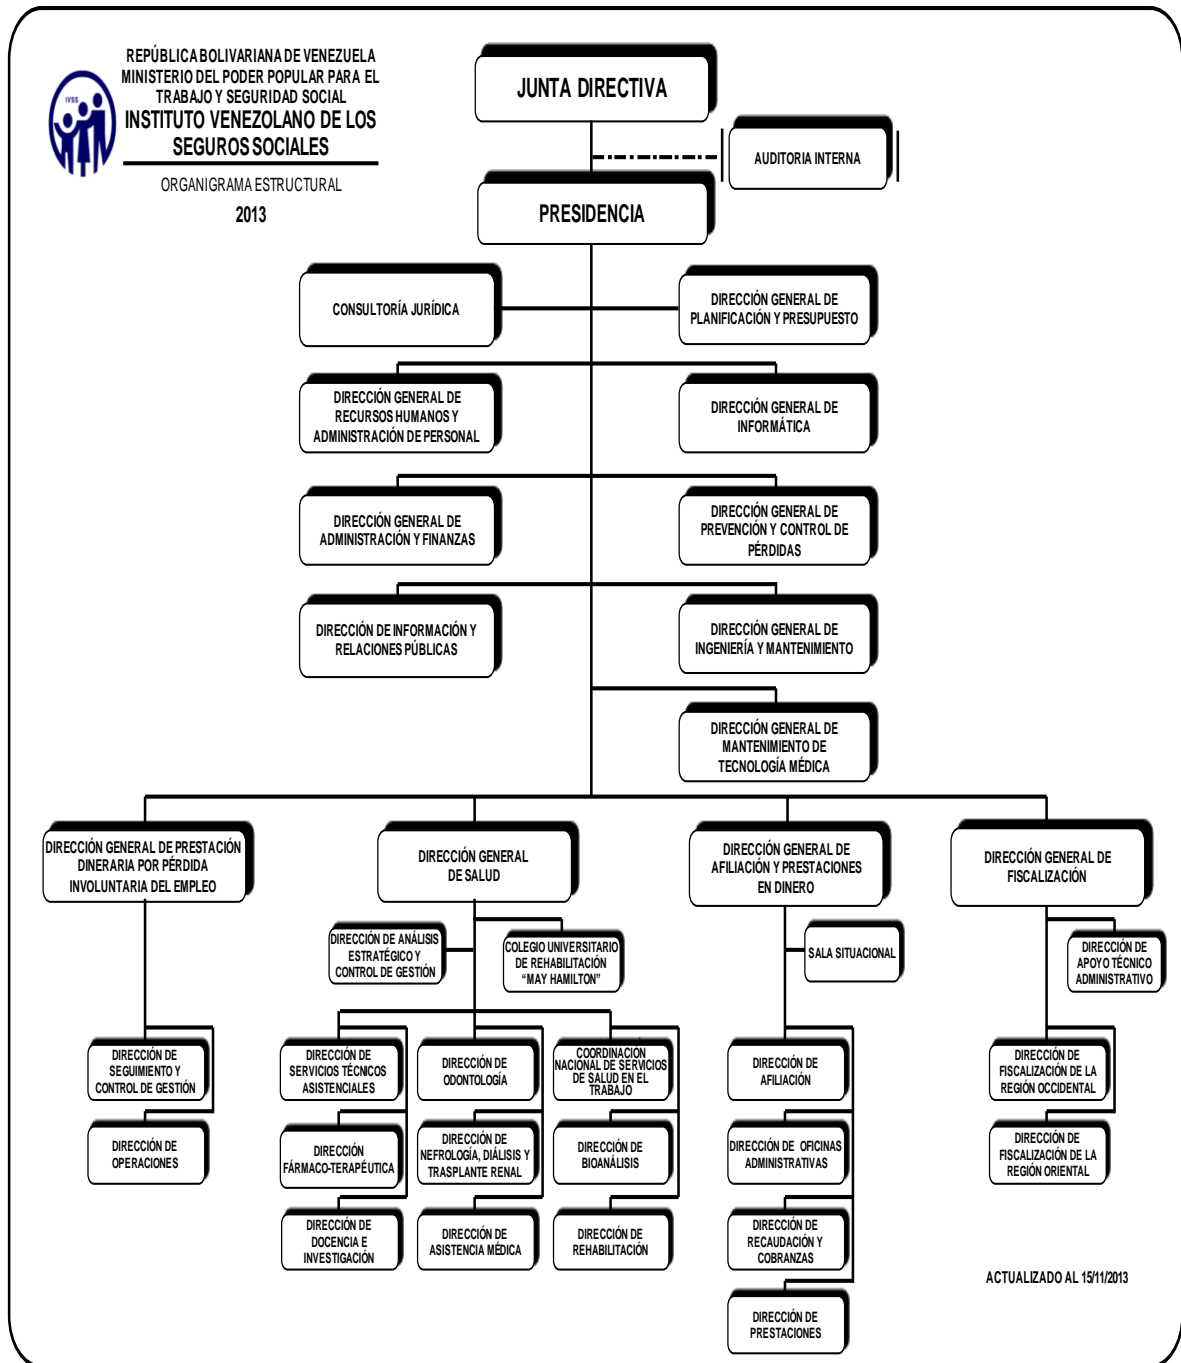 REPÚBLICA BOLIVARIANA DE VENEZUELA
MINISTERIO DEL PODER POPULAR PARA EL
TRABAJO Y SEGURIDAD SOCIAL
INSTITUTO VENEZOLANO DE LOS
SEGUROS SOCIALES
ORGANIGRAMA ESTRUCTURAL
2013
IVSS
JUNTA DIRECTIVA
AUDITORIA INTERNA
PRESIDENCIA
CONSULTORÍA JURÍDICA
DIRECCIÓN GENERAL DE
PLANIFICACIÓN Y PRESUPUESTO
DIRECCIÓN GENERAL DE
RECURSOS HUMANOS Y
ADMINISTRACIÓN DE PERSONAL
DIRECCIÓN GENERAL DE
INFORMÁTICA
DIRECCIÓN GENERAL DE
ADMINISTRACIÓN Y FINANZAS
DIRECCIÓN GENERAL DE
PREVENCIÓN Y CONTROL DE
PÉRDIDAS
DIRECCIÓN DE INFORMACIÓN Y
RELACIONES PÚBLICAS
DIRECCIÓN GENERAL DE
INGENIERÍA Y MANTENIMIENTO
DIRECCIÓN GENERAL DE
MANTENIMIENTO DE
TECNOLOGÍA MÉDICA
DIRECCIÓN GENERAL DE PRESTACIÓN
DINERARIA POR PÉRDIDA
INVOLUNTARIA DEL EMPLEO
DIRECCIÓN GENERAL
DE SALUD
DIRECCIÓN GENERAL DE
AFILIACIÓN Y PRESTACIONES
EN DINERO
DIRECCIÓN GENERAL DE
FISCALIZACIÓN
DIRECCIÓN DE ANÁLISIS
ESTRATÉGICO Y
CONTROL DE GESTIÓN
COLEGIO UNIVERSITARIO
DE REHABILITACIÓN
“MAY HAMILTON”
SALA SITUACIONAL
DIRECCIÓN DE
APOYO TÉCNICO
ADMINISTRATIVO
DIRECCIÓN DE
SEGUIMIENTO Y
CONTROL DE GESTIÓN
DIRECCIÓN DE
SERVICIOS TÉCNICOS
ASISTENCIALES
DIRECCIÓN DE
ODONTOLOGÍA
COORDINACIÓN
NACIONAL DE SERVICIOS
DE SALUD EN EL
TRABAJO
DIRECCIÓN DE
AFILIACIÓN
DIRECCIÓN DE
FISCALIZACIÓN DE LA
REGIÓN OCCIDENTAL
DIRECCIÓN DE
OPERACIONES
DIRECCIÓN
FÁRMACO-TERAPÉUTICA
DIRECCIÓN DE
NEFROLOGÍA, DIÁLISIS Y
TRASPLANTE RENAL
DIRECCIÓN DE
BIOANÁLISIS
DIRECCIÓN DE OFICINAS
ADMINISTRATIVAS
DIRECCIÓN DE
FISCALIZACIÓN DE LA
REGIÓN ORIENTAL
DIRECCIÓN DE
DOCENCIA E
INVESTIGACIÓN
DIRECCIÓN DE
ASISTENCIA MÉDICA
DIRECCIÓN DE
REHABILITACIÓN
DIRECCIÓN DE
RECAUDACIÓN Y
COBRANZAS
DIRECCIÓN DE
PRESTACIONES
ACTUALIZADO AL 15/11/2013